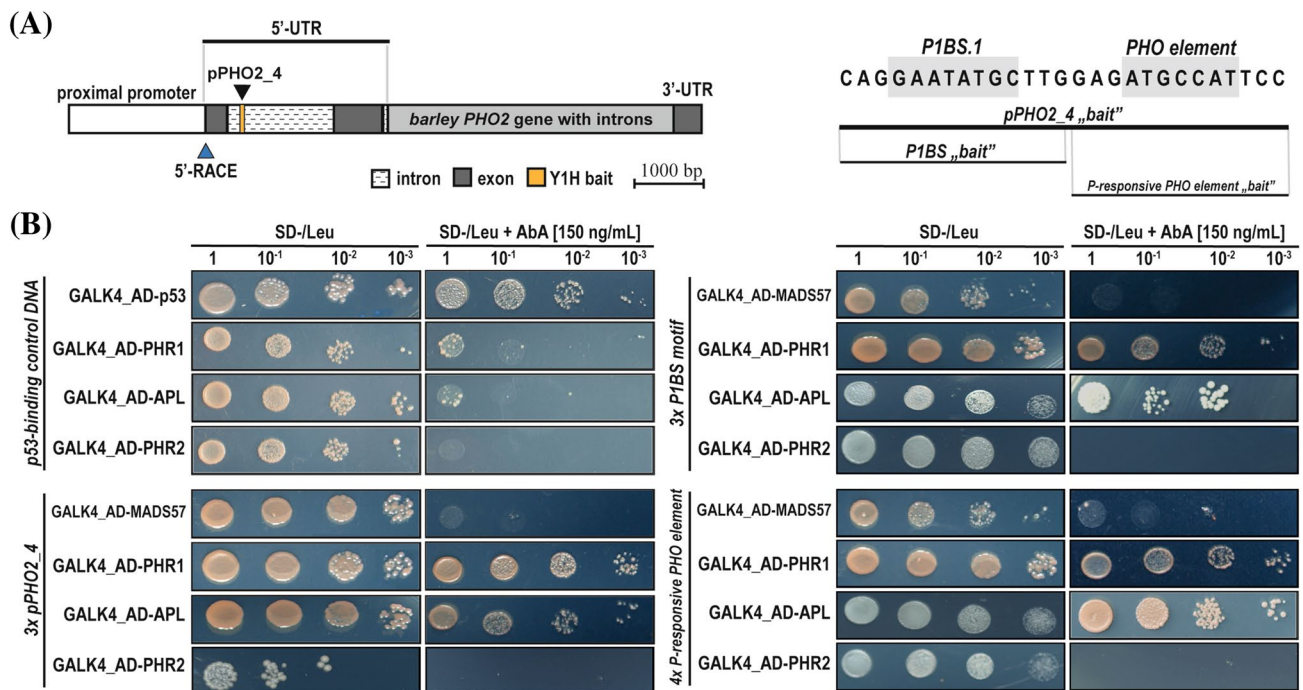 (A)
5'-UTR
pPHO2_4
proximal promoter
3'-UTR
barley PHO2 gene with introns
5'-RACE
intron
exon
Y1H bait
1000 bp
P1BS.1
PHO element
CAGGAATATGCTTGGAGATGCCATTCC
pPHO2_4 „bait”
P1BS „bait”
P-responsive PHO element „bait”
(B)
SD-/Leu
SD-/Leu + AbA [150 ng/mL]
1 10-1 10-2 10-3
1 10-1 10-2 10-3
p53-binding control DNA
GALK4_AD-p53
GALK4_AD-PHR1
GALK4_AD-APL
GALK4_AD-PHR2
3x pPHO2_4
GALK4_AD-MADS57
GALK4_AD-PHR1
GALK4_AD-APL
GALK4_AD-PHR2
SD-/Leu
SD-/Leu + AbA [150 ng/mL]
1 10-1 10-2 10-3
1 10-1 10-2 10-3
3x P1BS motif
GALK4_AD-MADS57
GALK4_AD-PHR1
GALK4_AD-APL
GALK4_AD-PHR2
4x P-responsive PHO element
GALK4_AD-MADS57
GALK4_AD-PHR1
GALK4_AD-APL
GALK4_AD-PHR2